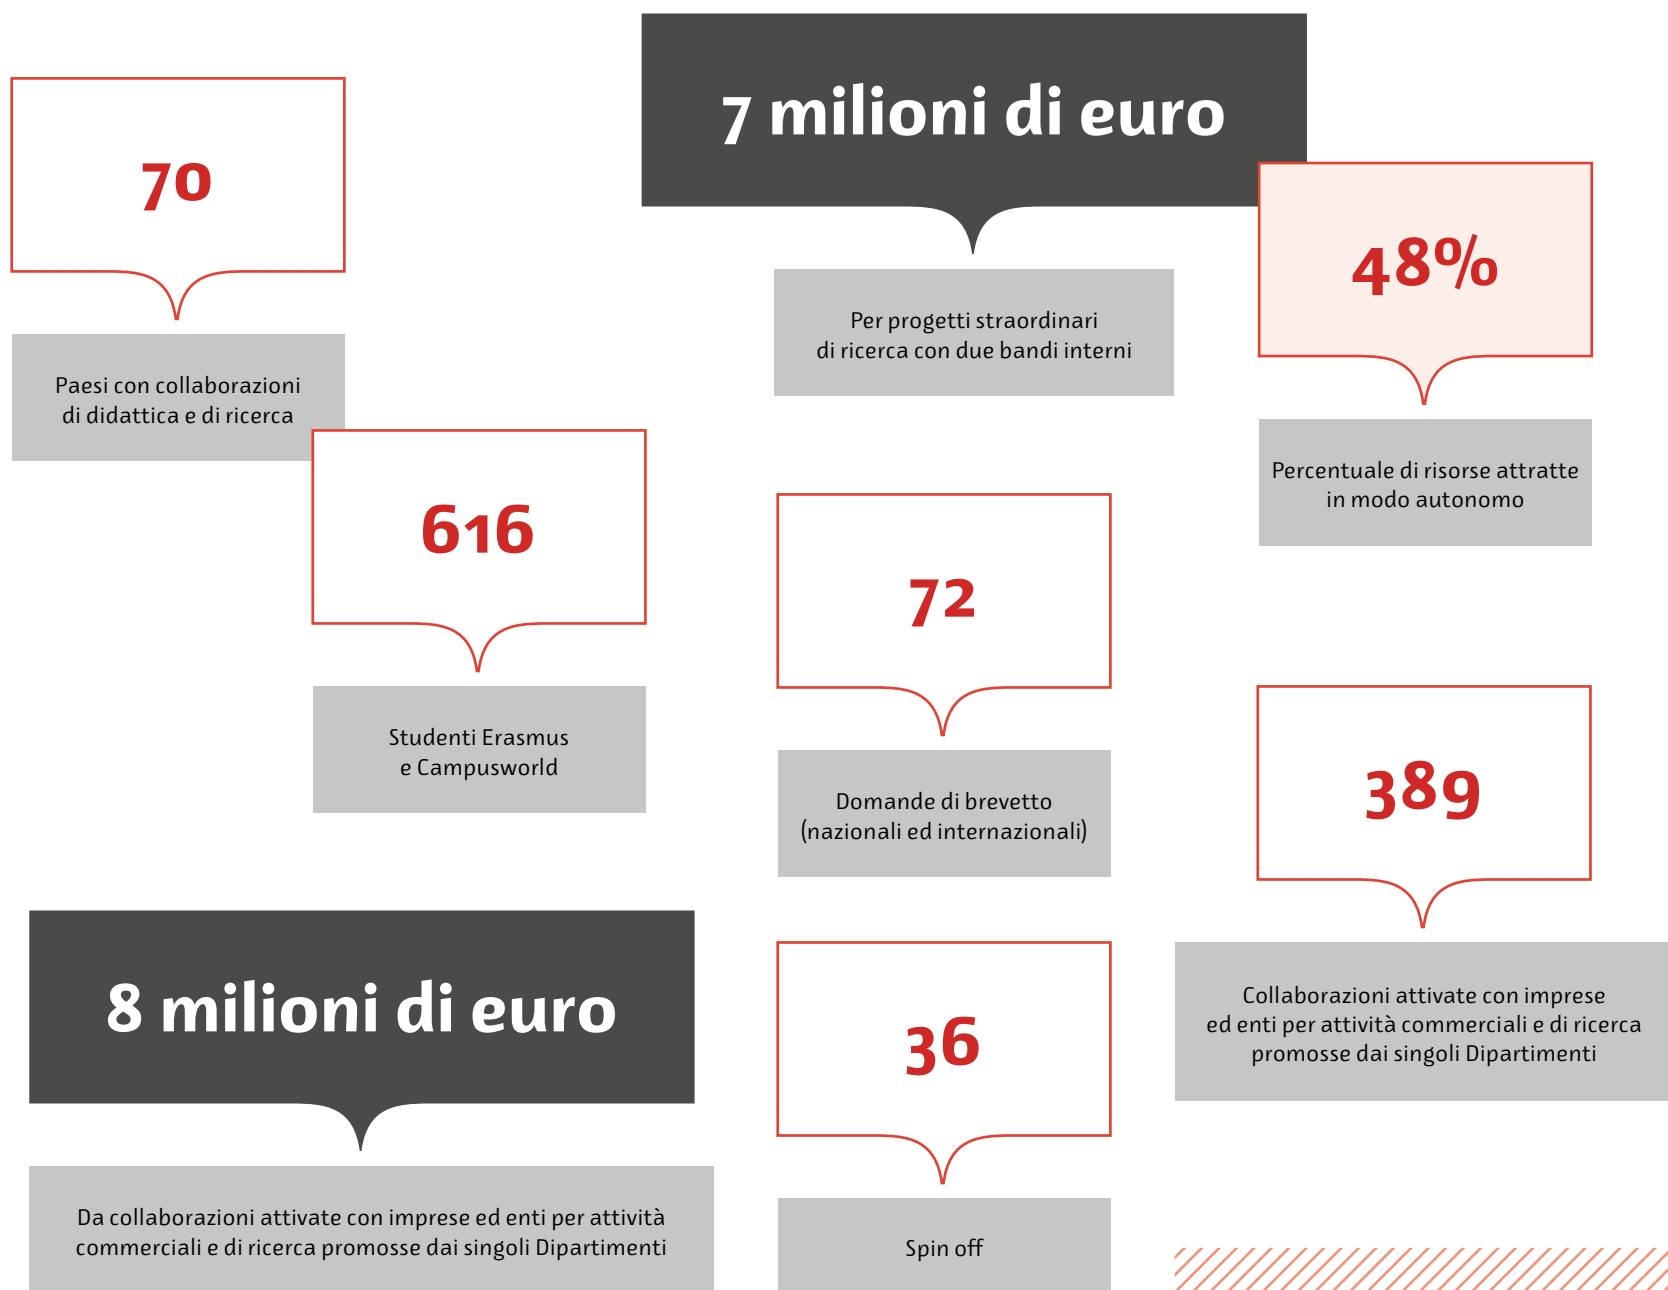 70
Paesi con collaborazioni
di didattica e di ricerca
616
Studenti Erasmus
e Campusworld
7 milioni di euro
Per progetti straordinari
di ricerca con due bandi interni
48%
Percentuale di risorse attratte
in modo autonomo
72
Domande di brevetto
(nazionali ed internazionali)
389
Collaborazioni attivate con imprese
ed enti per attività commerciali e di ricerca
promosse dai singoli Dipartimenti
8 milioni di euro
Da collaborazioni attivate con imprese ed enti per attività
commerciali e di ricerca promosse dai singoli Dipartimenti
36
Spin off